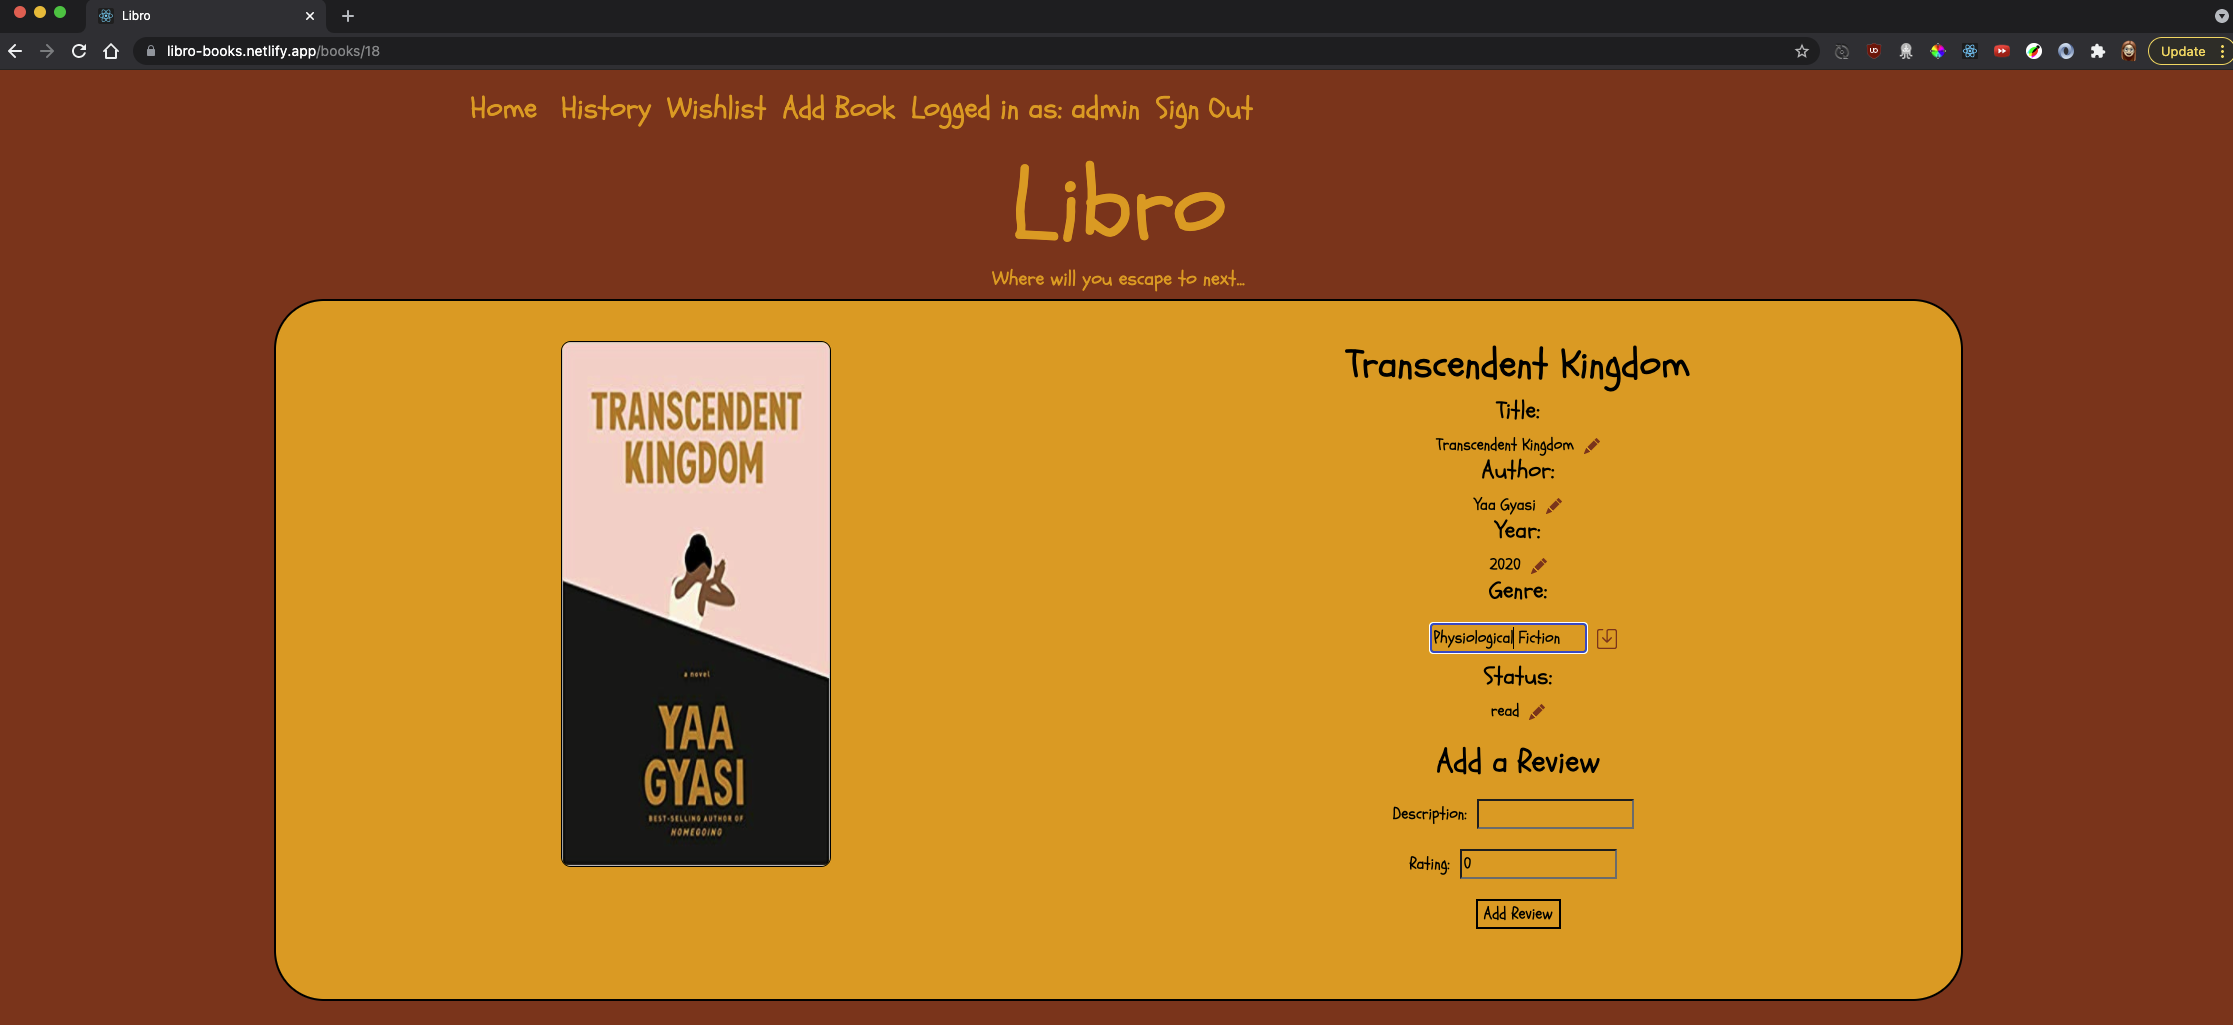 Libro
libro-books.netlify.app/books/18
Update
Home History Wishlist Add Book Logged in as: admin Sign Out
Libro
Where will you escape to next...
TRANSCENDENT
KINGDOM
a novel
YAA
GYASI
BEST-SELLING AUTHOR OF
HOMEGOING
Transcendent Kingdom
Title:
Transcendent Kingdom
Author:
Yaa Gyasi
Year:
2020
Genre:
Physiological Fiction
Status:
read
Add a Review
Description:
Rating: 0
Add Review